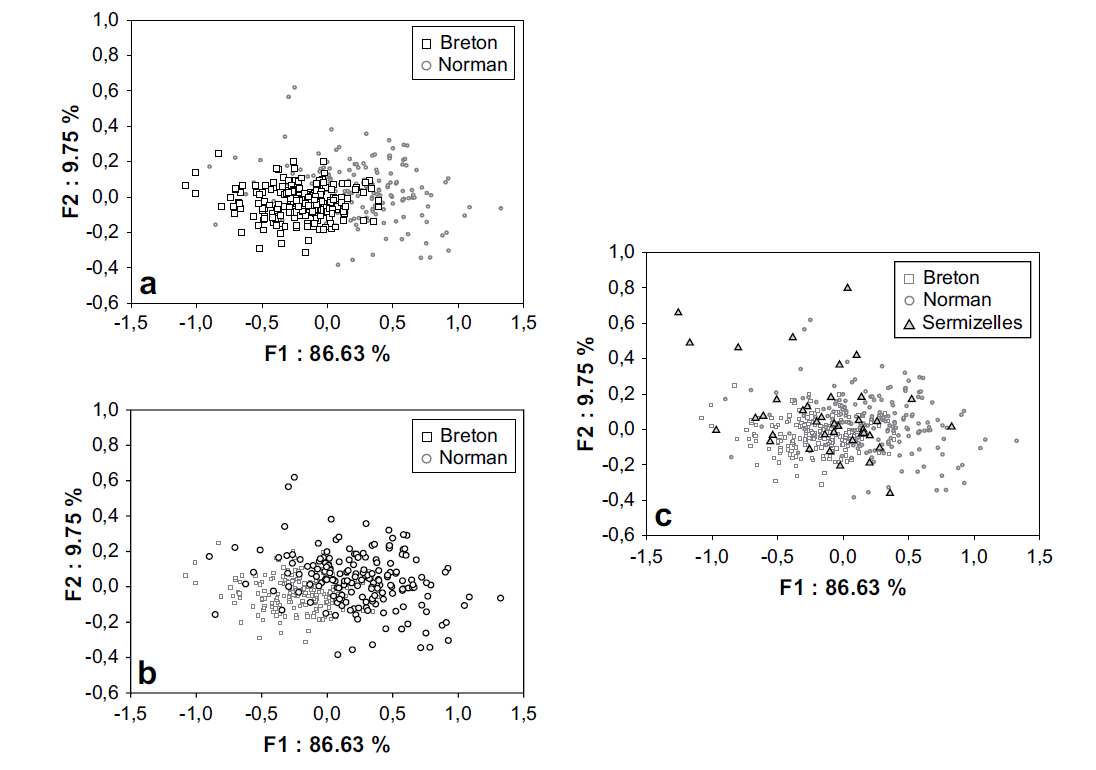 1,0
0,8
0,6
0,4
0,2
0,0
-0,2
-0,4
-0,6
F2 : 9.75 %
Breton
Norman
a
-1,5 -1,0 -0,5 0,0 0,5 1,0 1,5
F1 : 86.63 %
1,0
0,8
0,6
0,4
0,2
0,0
-0,2
-0,4
-0,6
F2 : 9.75 %
Breton
Norman
b
-1,5 -1,0 -0,5 0,0 0,5 1,0 1,5
F1 : 86.63 %
1,0
0,8
0,6
0,4
0,2
0,0
-0,2
-0,4
-0,6
F2 : 9.75 %
Breton
Norman
Sermizelles
c
-1,5 -1,0 -0,5 0,0 0,5 1,0 1,5
F1 : 86.63 %